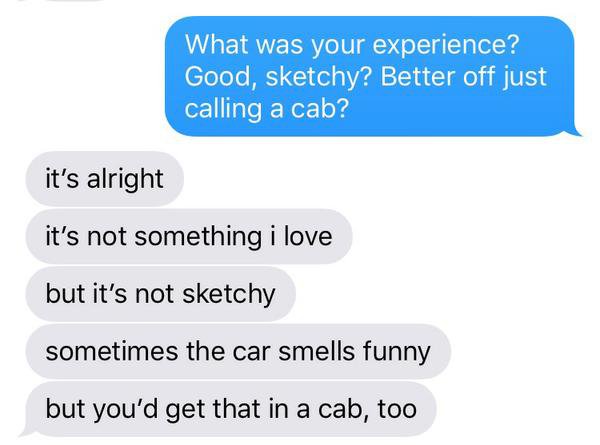 What was your experience?
Good, sketchy? Better off just
calling a cab?
it’s alright
it’s not something i love
but it’s not sketchy
sometimes the car smells funny
but you’d get that in a cab, too